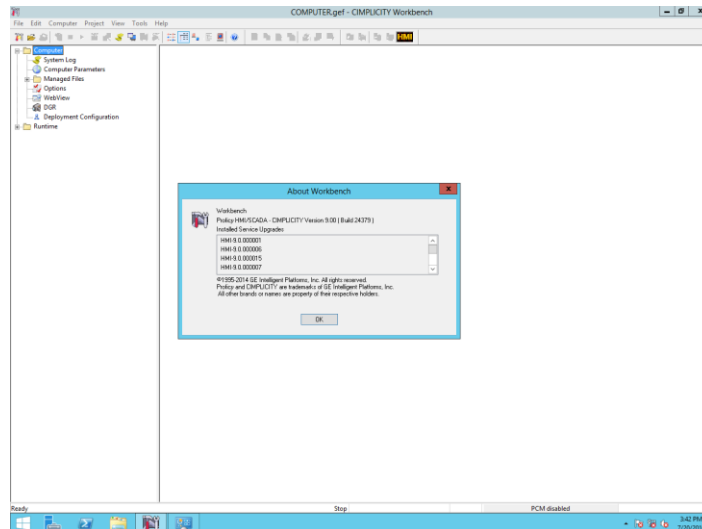 COMPUTER.gef - CIMPLICITY Workbench
File Edit Computer Project View Tools Help
HMI
Computer
System Log
Computer Parameters
Managed Files
Options
WebView
DGR
Deployment Configuration
Runtime
About Workbench
Workbench
Proficy HMI/SCADA - CIMPLICITY Version 9.00 [ Build 24379 ]
Installed Service Upgrades
HMI-9.0.000001
HMI-9.0.000006
HMI-9.0.000015
HMI-9.0.000007
©1995-2014 GE Intelligent Platforms, Inc. All rights reserved.
Proficy and CIMPLICITY are trademarks of GE Intelligent Platforms, Inc.
All other brands or names are property of their respective holders.
OK
Ready Stop PCM disabled
3:42 PM